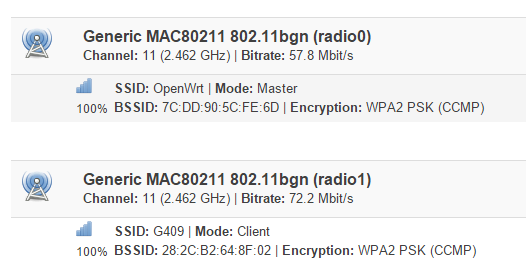 Generic MAC80211 802.11bgn (radio0)
Channel: 11 (2.462 GHz) | Bitrate: 57.8 Mbit/s
SSID: OpenWrt | Mode: Master
100% BSSID: 7C:DD:90:5C:FE:6D | Encryption: WPA2 PSK (CCMP)
Generic MAC80211 802.11bgn (radio1)
Channel: 11 (2.462 GHz) | Bitrate: 72.2 Mbit/s
SSID: G409 | Mode: Client
100% BSSID: 28:2C:B2:64:8F:02 | Encryption: WPA2 PSK (CCMP)